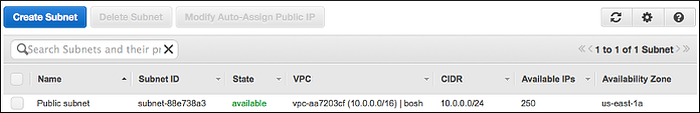 Create Subnet Delete Subnet Modify Auto-Assign Public IP
Search Subnets and their pr 1 to 1 of 1 Subnet
Name Subnet ID State VPC CIDR Available IPs Availability Zone
Public subnet subnet-88e738a3 available vpc-aa7203cf (10.0.0.0/16) | bosh 10.0.0.0/24 250 us-east-1a